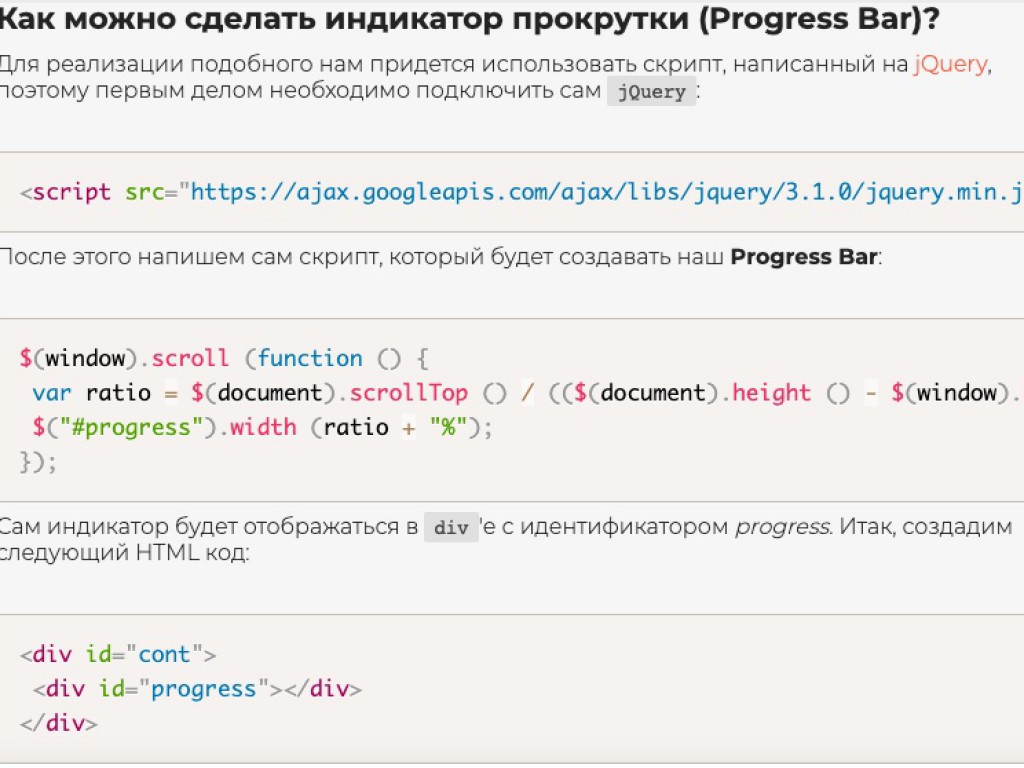 Как можно сделать индикатор прокрутки (Progress Bar)?
Для реализации подобного нам придется использовать скрипт, написанный на jQuery,
поэтому первым делом необходимо подключить сам jQuery:
<script src="https://ajax.googleapis.com/ajax/libs/jquery/3.1.0/jquery.min.j
После этого напишем сам скрипт, который будет создавать наш Progress Bar:
$(window).scroll (function () {
var ratio = $(document).scrollTop () / (($(document).height () - $(window).
$("#progress").width (ratio + "%");
});
Сам индикатор будет отображаться в div'е с идентификатором progress. Итак, создадим
следующий HTML код:
<div id="cont">
<div id="progress"></div>
</div>